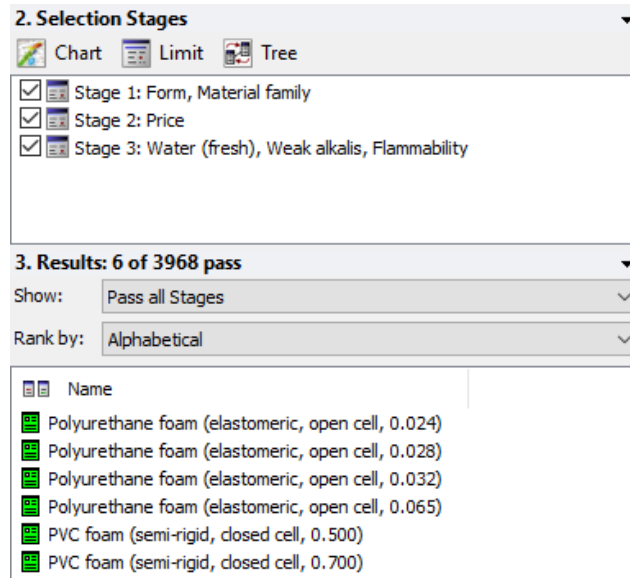 2. Selection Stages
Chart Limit Tree
Stage 1: Form, Material family
Stage 2: Price
Stage 3: Water (fresh), Weak alkalis, Flammability
3. Results: 6 of 3968 pass
Show: Pass all Stages
Rank by: Alphabetical
Name
Polyurethane foam (elastomeric, open cell, 0.024)
Polyurethane foam (elastomeric, open cell, 0.028)
Polyurethane foam (elastomeric, open cell, 0.032)
Polyurethane foam (elastomeric, open cell, 0.065)
PVC foam (semi-rigid, closed cell, 0.500)
PVC foam (semi-rigid, closed cell, 0.700)